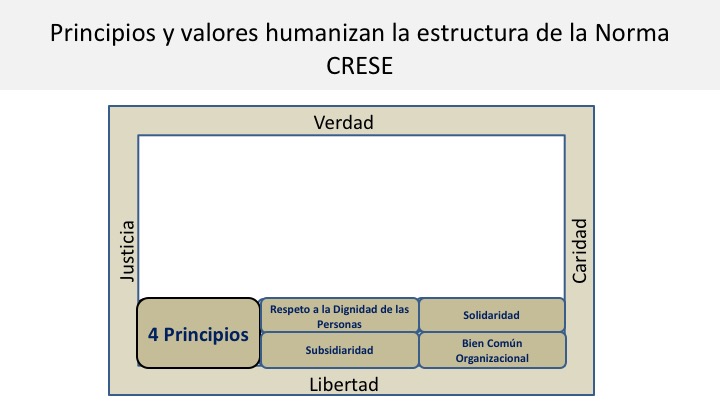 Principios y valores humanizan la estructura de la Norma
CRESE
Verdad
Justicia
Caridad
4 Principios
Respeto a la Dignidad de las
Personas
Solidaridad
Subsidiaridad
Bien Común
Organizacional
Libertad